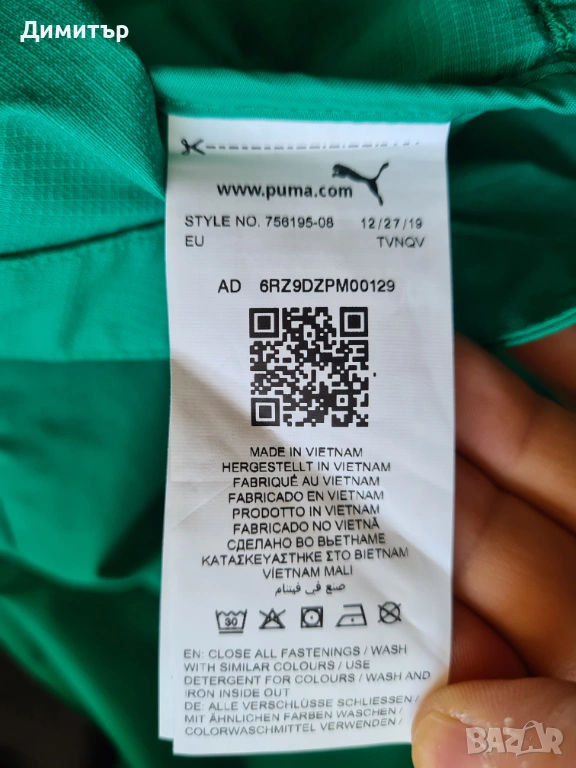 Димитър
www.puma.com
STYLE NO. 756195-08 12/27/19
EU TVNQV
AD 6RZ9DZPM00129
MADE IN VIETNAM
HERGESTELLT IN VIETNAM
FABRIQUÉ AU VIETNAM
FABRICADO EN VIETNAM
PRODOTTO IN VIETNAM
FABRICADO NO VIETNÃ
СДЕЛАНО ВО ВЬЕТНАМЕ
ΚΑΤΑΣΚΕΥΑΣΤΗΚΕ ΣΤΟ ΒΙΕΤΝΑΜ
VİETNAM MALI
صنع في فيتنام
30
EN: CLOSE ALL FASTENINGS / WASH
WITH SIMILAR COLOURS / USE
DETERGENT FOR COLOURS / WASH AND
IRON INSIDE OUT
DE: ALLE VERSCHLÜSSE SCHLIESSEN /
MIT ÄHNLICHEN FARBEN WASCHEN /
COLORWASCHMITTEL VERWENDEN /
BAZAR